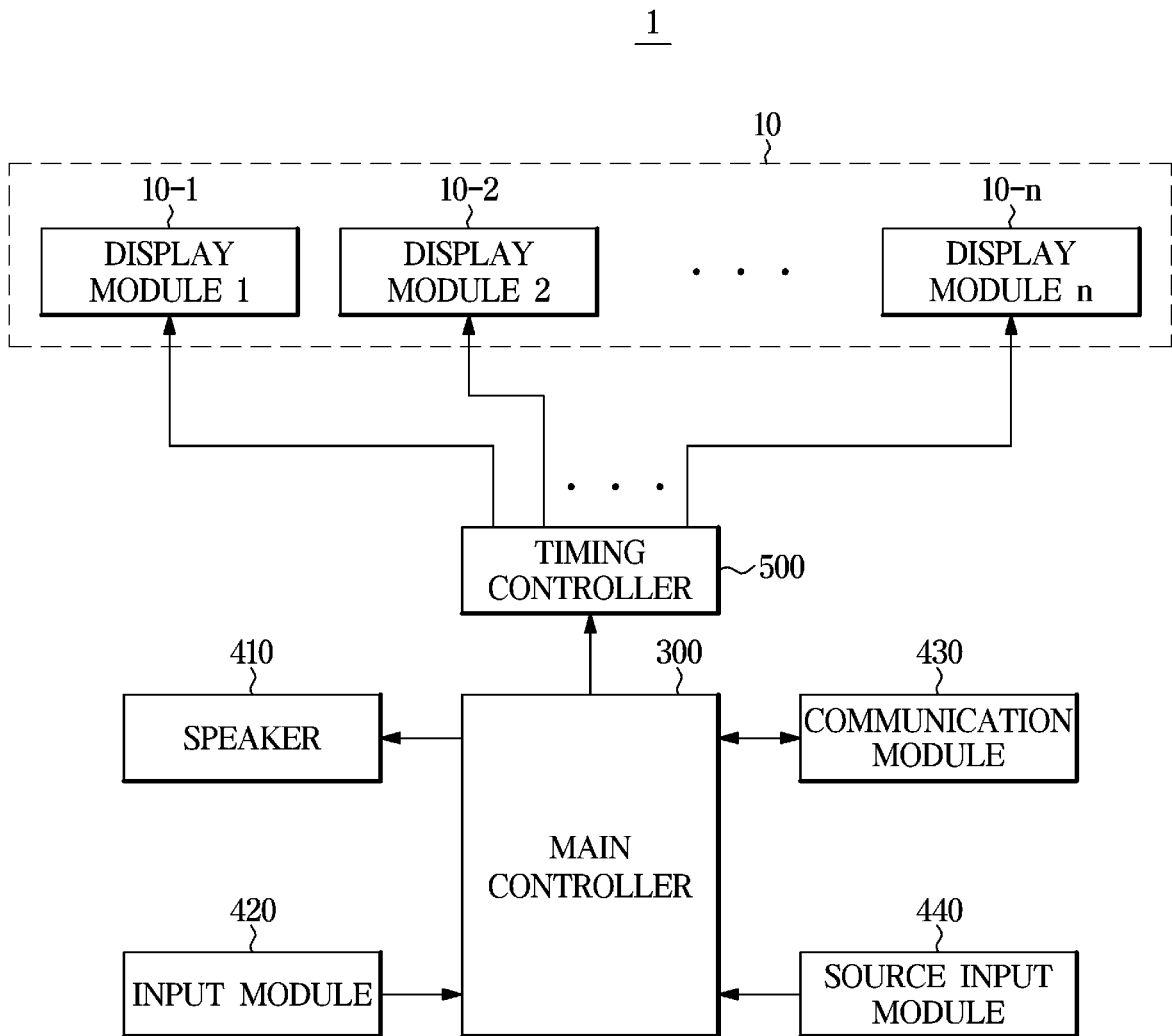 1
10
10-1
10-2
10-n
DISPLAY
MODULE 1
DISPLAY
MODULE 2
. . .
DISPLAY
MODULE n
. . .
TIMING
CONTROLLER
500
410
300
430
SPEAKER
COMMUNICATION
MODULE
MAIN
CONTROLLER
420
440
INPUT MODULE
SOURCE INPUT
MODULE